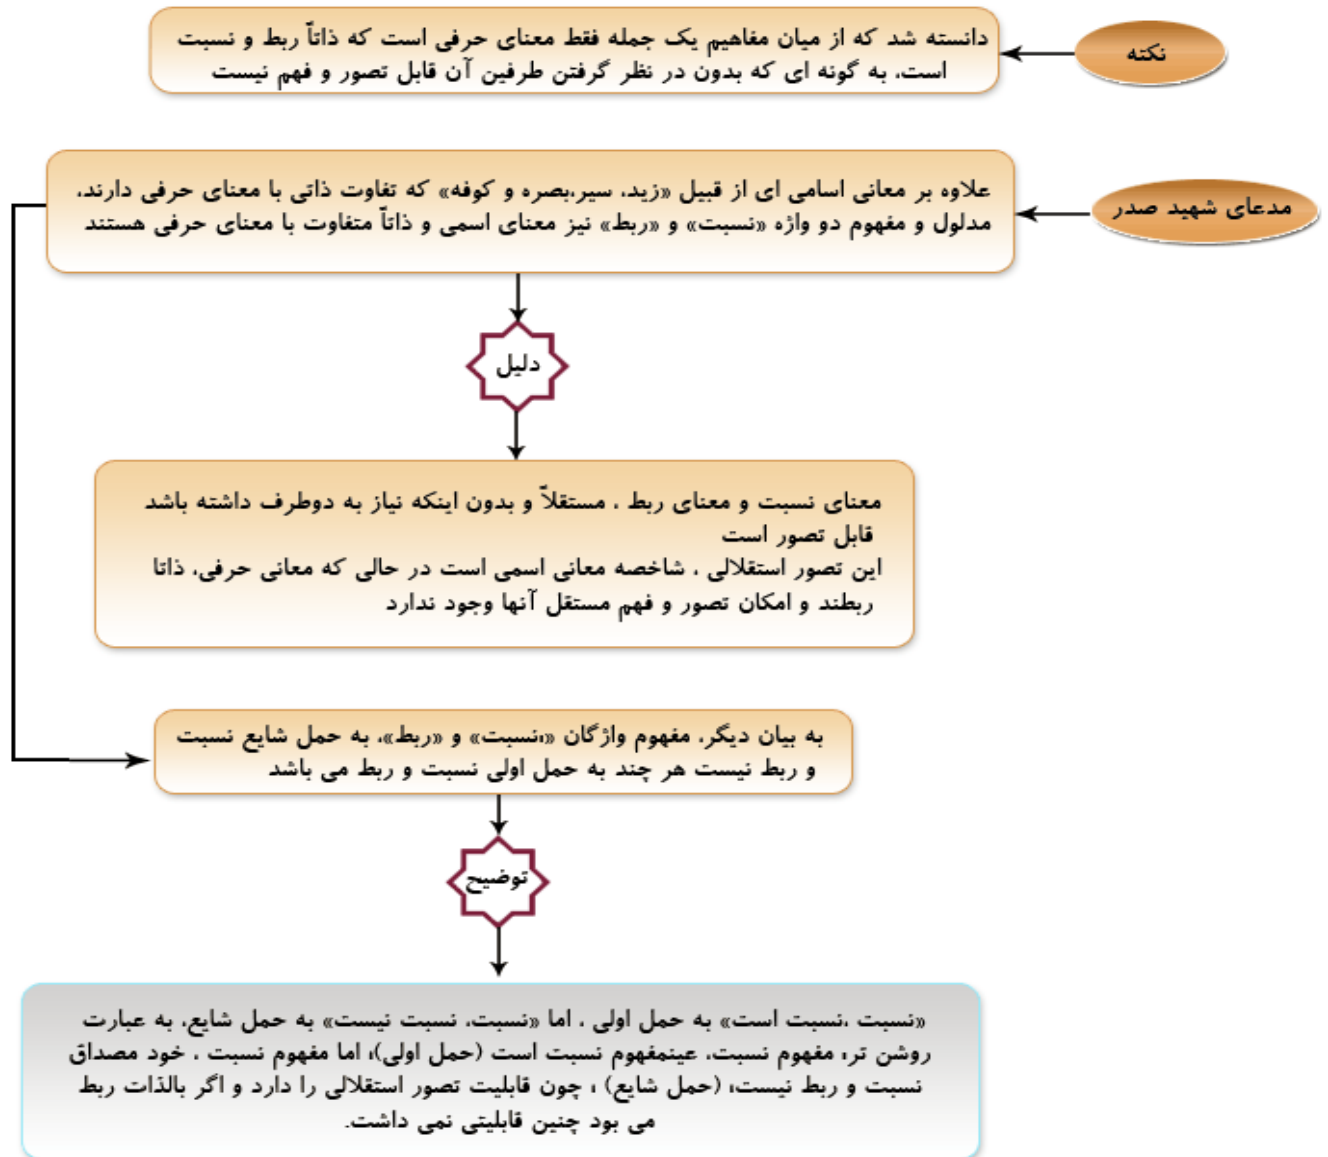 نکته
دانسته شد که از میان مفاهیم یک جمله فقط معنای حرفی است که ذاتاً ربط و نسبت
است، به گونه ای که بدون در نظر گرفتن طرفین آن قابل تصور و فهم نیست
مدعای شهید صدر
علاوه بر معانی اسامی ای از قبیل «زید، سیر،بصره و کوفه» که تفاوت ذاتی با معنای حرفی دارند،
مدلول و مفهوم دو واژه «نسبت» و «ربط» نیز معنای اسمی و ذاتاً متفاوت با معنای حرفی هستند
دلیل
معنای نسبت و معنای ربط ، مستقلاً و بدون اینکه نیاز به دوطرف داشته باشد
قابل تصور است
این تصور استقلالی ، شاخصه معانی اسمی است در حالی که معانی حرفی، ذاتا
ربطند و امکان تصور و فهم مستقل آنها وجود ندارد
به بیان دیگر، مفهوم واژگان «،نسبت» و «ربط»، به حمل شایع نسبت
و ربط نیست هر چند به حمل اولی نسبت و ربط می باشد
توضیح
«نسبت ،نسبت است» به حمل اولی ، اما «نسبت، نسبت نیست» به حمل شایع، به عبارت
روشن تر، مفهوم نسبت، عینمفهوم نسبت است (حمل اولی)، اما مفهوم نسبت ، خود مصداق
نسبت و ربط نیست، (حمل شایع) ، چون قابلیت تصور استقلالی را دارد و اگر بالذات ربط
می بود چنین قابلیتی نمی داشت.